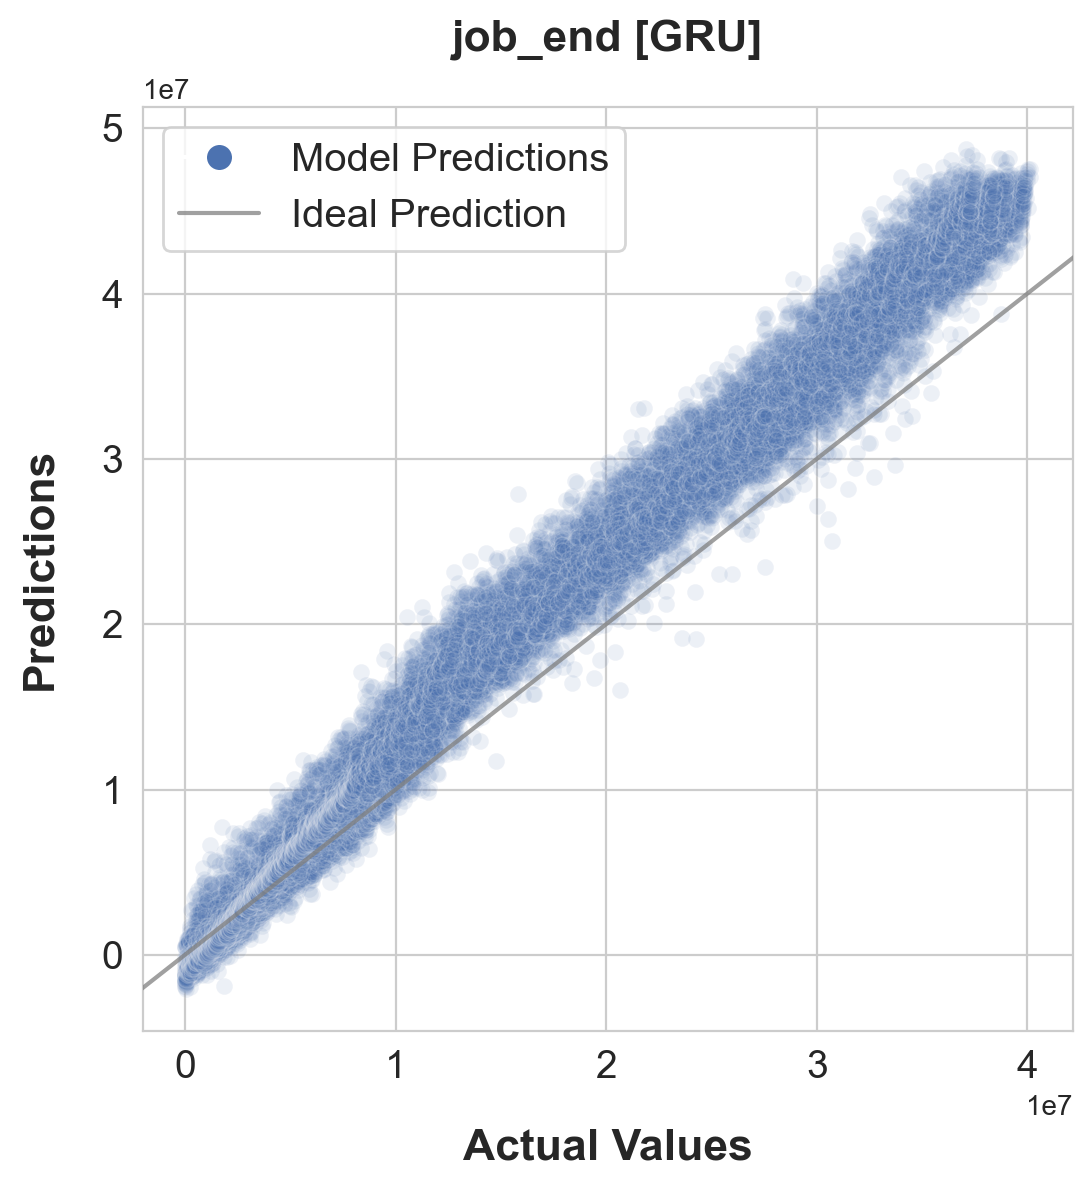 job_end [GRU]
1e7
Model Predictions
Ideal Prediction
5
4
3
2
1
0
Predictions
0 1 2 3 4
1e7
Actual Values